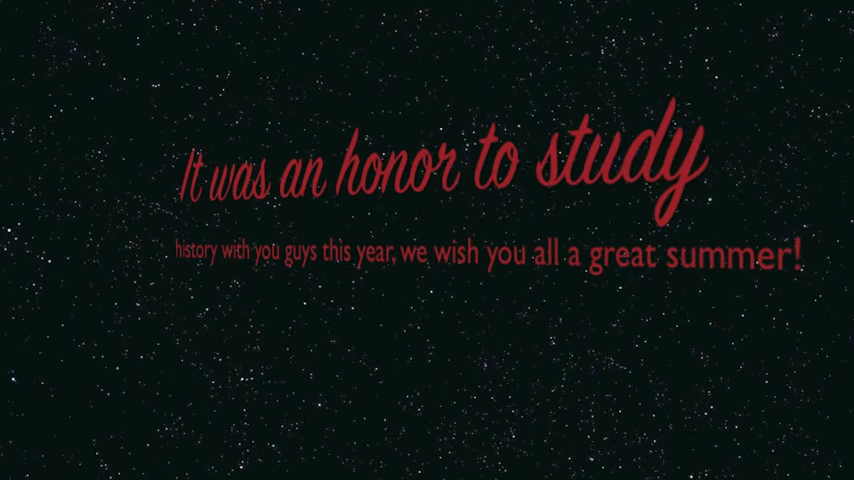 It was an honor to study
history with you guys this year, we wish you all a great summer!